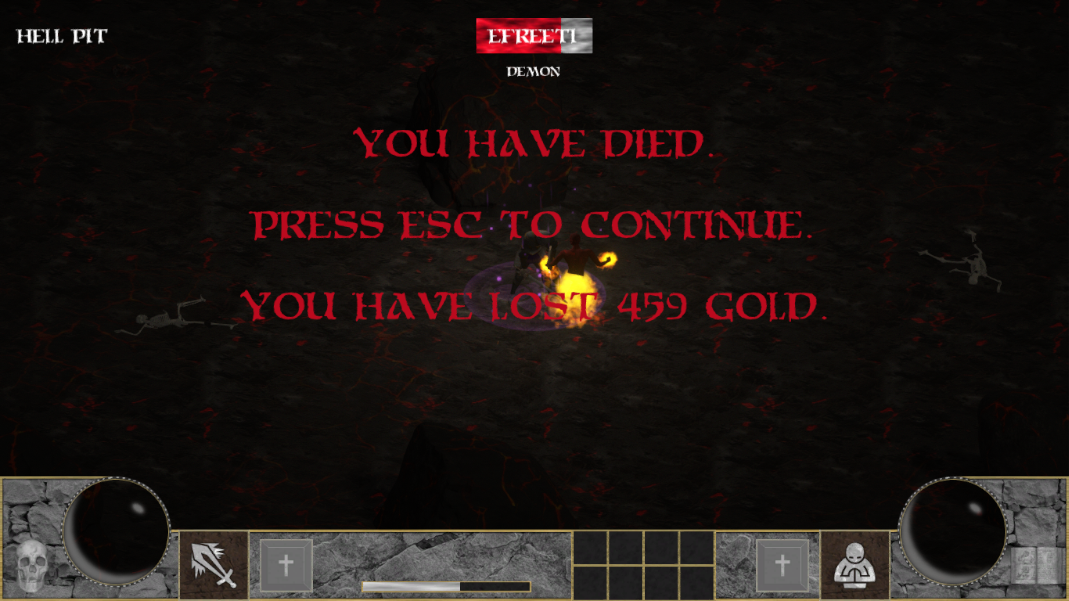 HELL PIT
EFREETI
DEMON
YOU HAVE DIED.
PRESS ESC TO CONTINUE.
YOU HAVE LOST 459 GOLD.